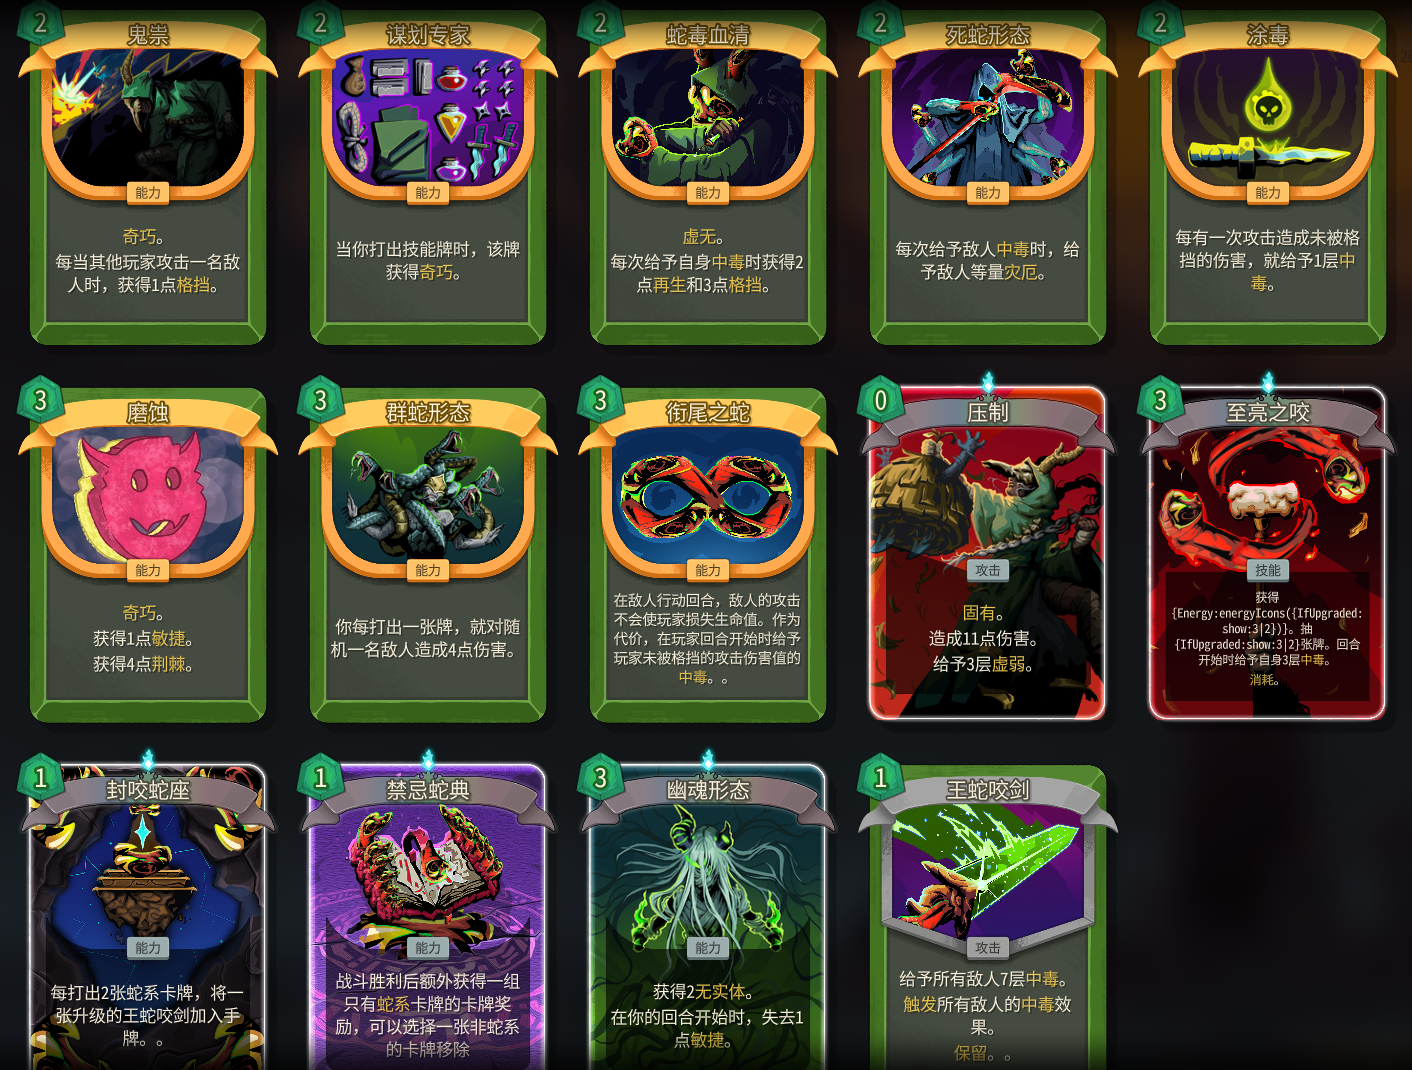 2
鬼祟
能力
奇巧。
每当其他玩家攻击一名敌
人时，获得1点格挡。
2
谋划专家
能力
当你打出技能牌时，该牌
获得奇巧。
2
蛇毒血清
能力
虚无。
每次给予自身中毒时获得2
点再生和3点格挡。
2
死蛇形态
能力
每次给予敌人中毒时，给
予敌人等量灾厄。
2
涂毒
能力
每有一次攻击造成未被格
挡的伤害，就给予1层中
毒。
3
磨蚀
能力
奇巧。
获得1点敏捷。
获得4点荆棘。
3
群蛇形态
能力
你每打出一张牌，就对随
机一名敌人造成4点伤害。
3
衔尾之蛇
能力
在敌人行动回合，敌人的攻击
不会使玩家损失生命值。作为
代价，在玩家回合开始时给予
玩家未被格挡的攻击伤害值的
中毒。。
0
压制
攻击
固有。
造成11点伤害。
给予3层虚弱。
3
至亮之咬
技能
获得
{Energy:energyIcons({IfUpgraded:
show:3|2})}。抽
{IfUpgraded:show:3|2}张牌。回合
开始时给予自身3层中毒。
消耗。
1
封咬蛇座
能力
每打出2张蛇系卡牌，将一
张升级的王蛇咬剑加入手
牌。。
1
禁忌蛇典
能力
战斗胜利后额外获得一组
只有蛇系卡牌的卡牌奖
励，可以选择一张非蛇系
的卡牌移除
3
幽魂形态
能力
获得2无实体。
在你的回合开始时，失去1
点敏捷。
1
王蛇咬剑
攻击
给予所有敌人7层中毒。
触发所有敌人的中毒效
果。
保留。。